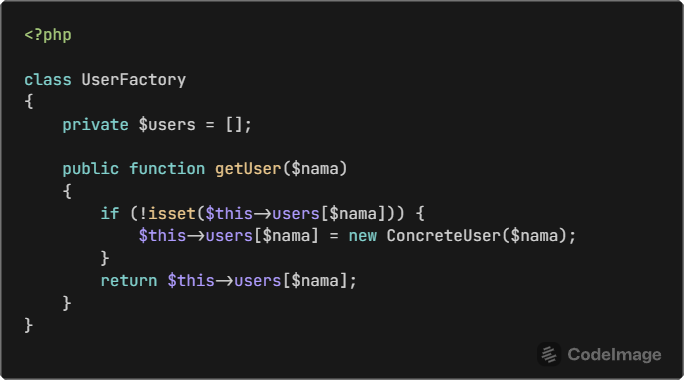 <?php
class UserFactory
{
    private $users = [];
    public function getUser($nama)
    {
        if (!isset($this->users[$nama])) {
            $this->users[$nama] = new ConcreteUser($nama);
        }
        return $this->users[$nama];
    }
}
CodeImage